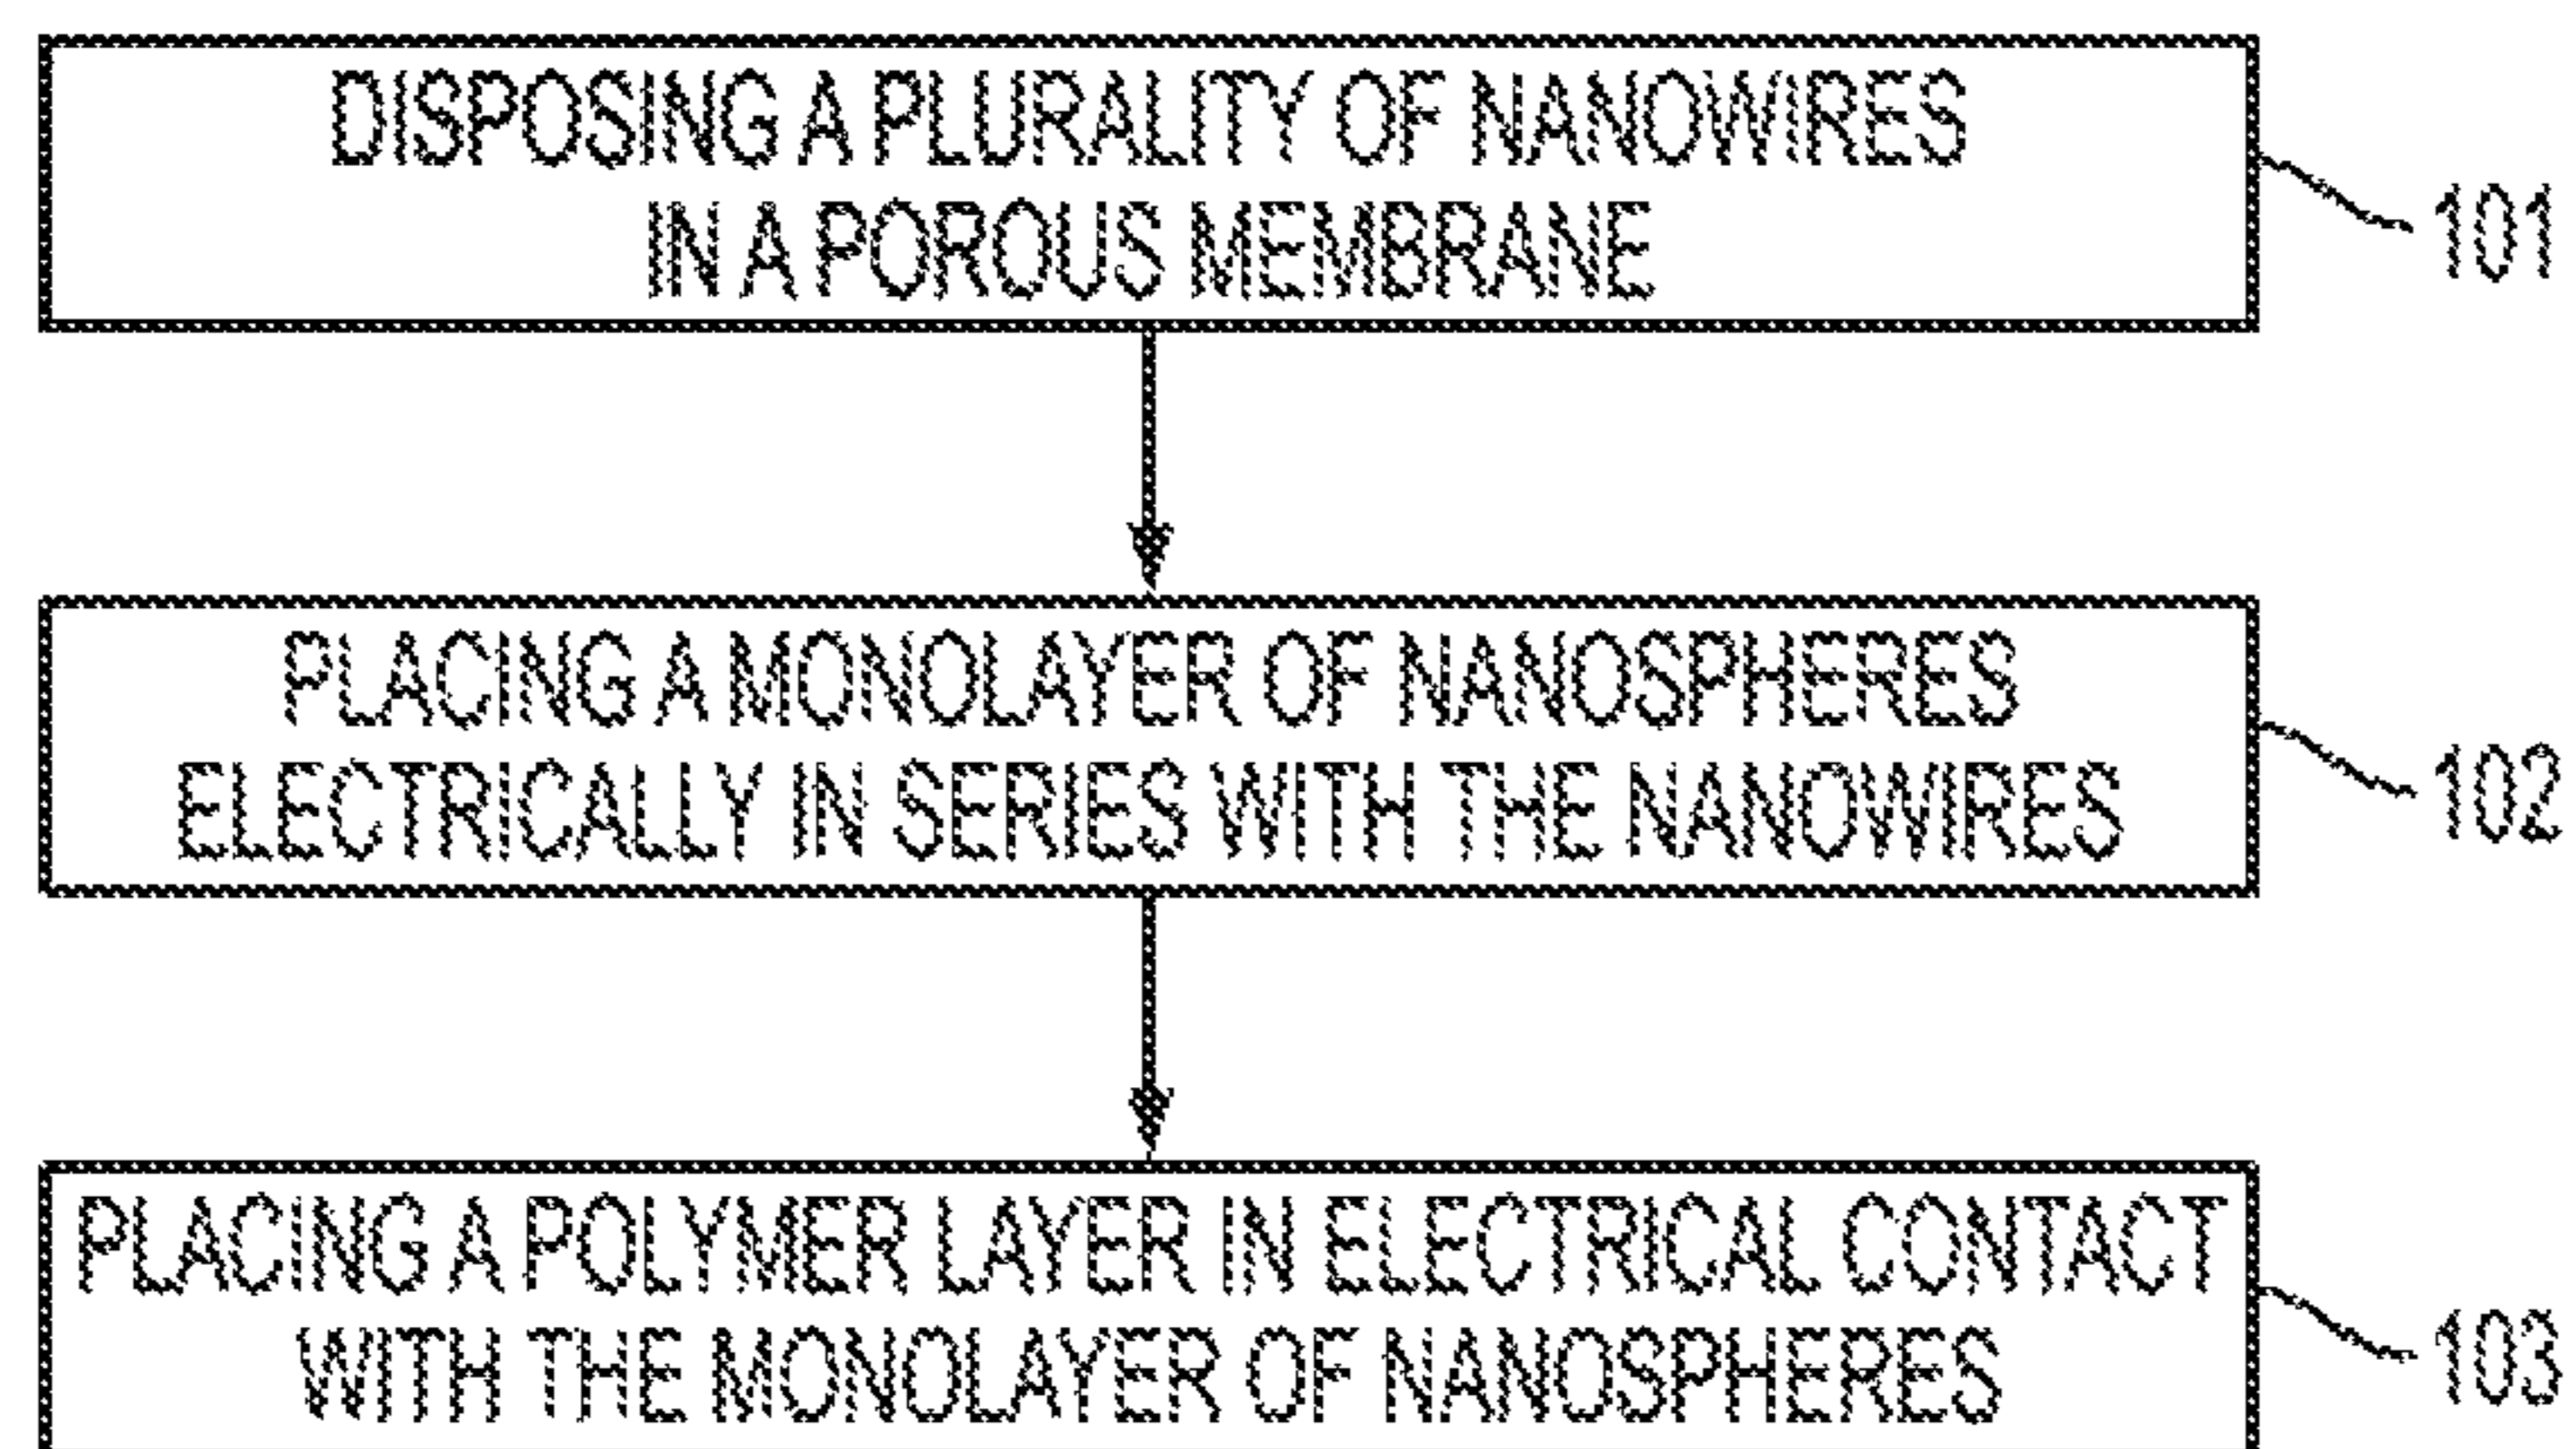 DISPOSING A PLURALITY OF NANOWIRES
IN A POROUS MEMBRANE
101
PLACING A MONOLAYER OF NANOSPHERES
ELECTRICALLY IN SERIES WITH THE NANOWIRES
102
PLACING A POLYMER LAYER IN ELECTRICAL CONTACT
WITH THE MONOLAYER OF NANOSPHERES
103